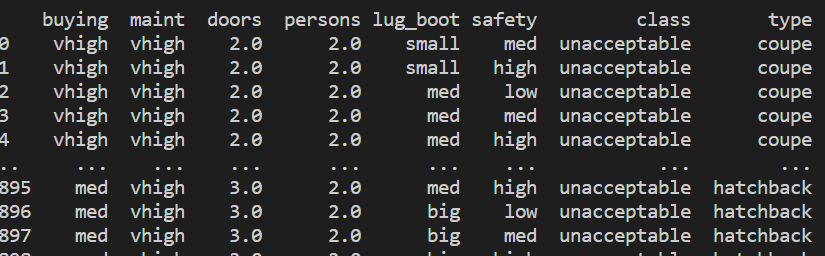 buying maint doors persons lug_boot safety class type
0 vhigh vhigh 2.0 2.0 small med unacceptable coupe
1 vhigh vhigh 2.0 2.0 small high unacceptable coupe
2 vhigh vhigh 2.0 2.0 med low unacceptable coupe
3 vhigh vhigh 2.0 2.0 med med unacceptable coupe
4 vhigh vhigh 2.0 2.0 med high unacceptable coupe
.. ... ... ... ... ... ... ... ...
895 med vhigh 3.0 2.0 med high unacceptable hatchback
896 med vhigh 3.0 2.0 big low unacceptable hatchback
897 med vhigh 3.0 2.0 big med unacceptable hatchback